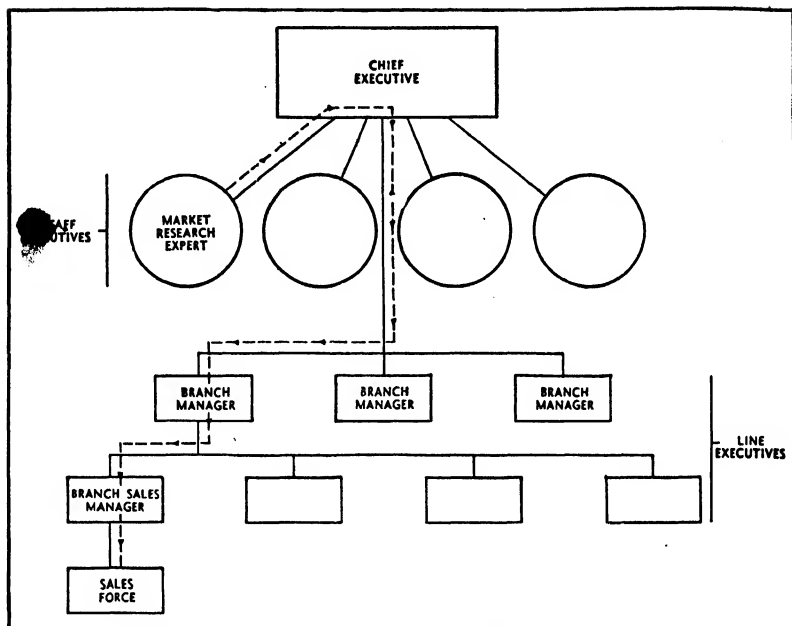 CHIEF
EXECUTIVE
MARKET
RESEARCH
EXPERT
BRANCH
MANAGER
BRANCH
MANAGER
BRANCH
MANAGER
LINE
EXECUTIVES
BRANCH SALES
MANAGER
SALES
FORCE